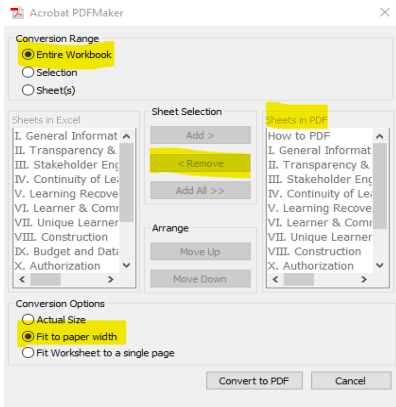 Acrobat PDFMaker
Conversion Range
Entire Workbook
Selection
Sheet(s)
Sheets in Excel
I. General Informat
II. Transparency &
III. Stakeholder Eng
IV. Continuity of Lea
V. Learning Recove
VI. Learner & Comm
VII. Unique Learner
VIII. Construction
IX. Budget and Data
X. Authorization
Sheet Selection
Add >
< Remove
Add All >>
Arrange
Move Up
Move Down
Sheets in PDF
How to PDF
I. General Informat
II. Transparency &
III. Stakeholder Eng
IV. Continuity of Lea
V. Learning Recove
VI. Learner & Comm
VII. Unique Learner
VIII. Construction
X. Authorization
Conversion Options
Actual Size
Fit to paper width
Fit Worksheet to a single page
Convert to PDF
Cancel